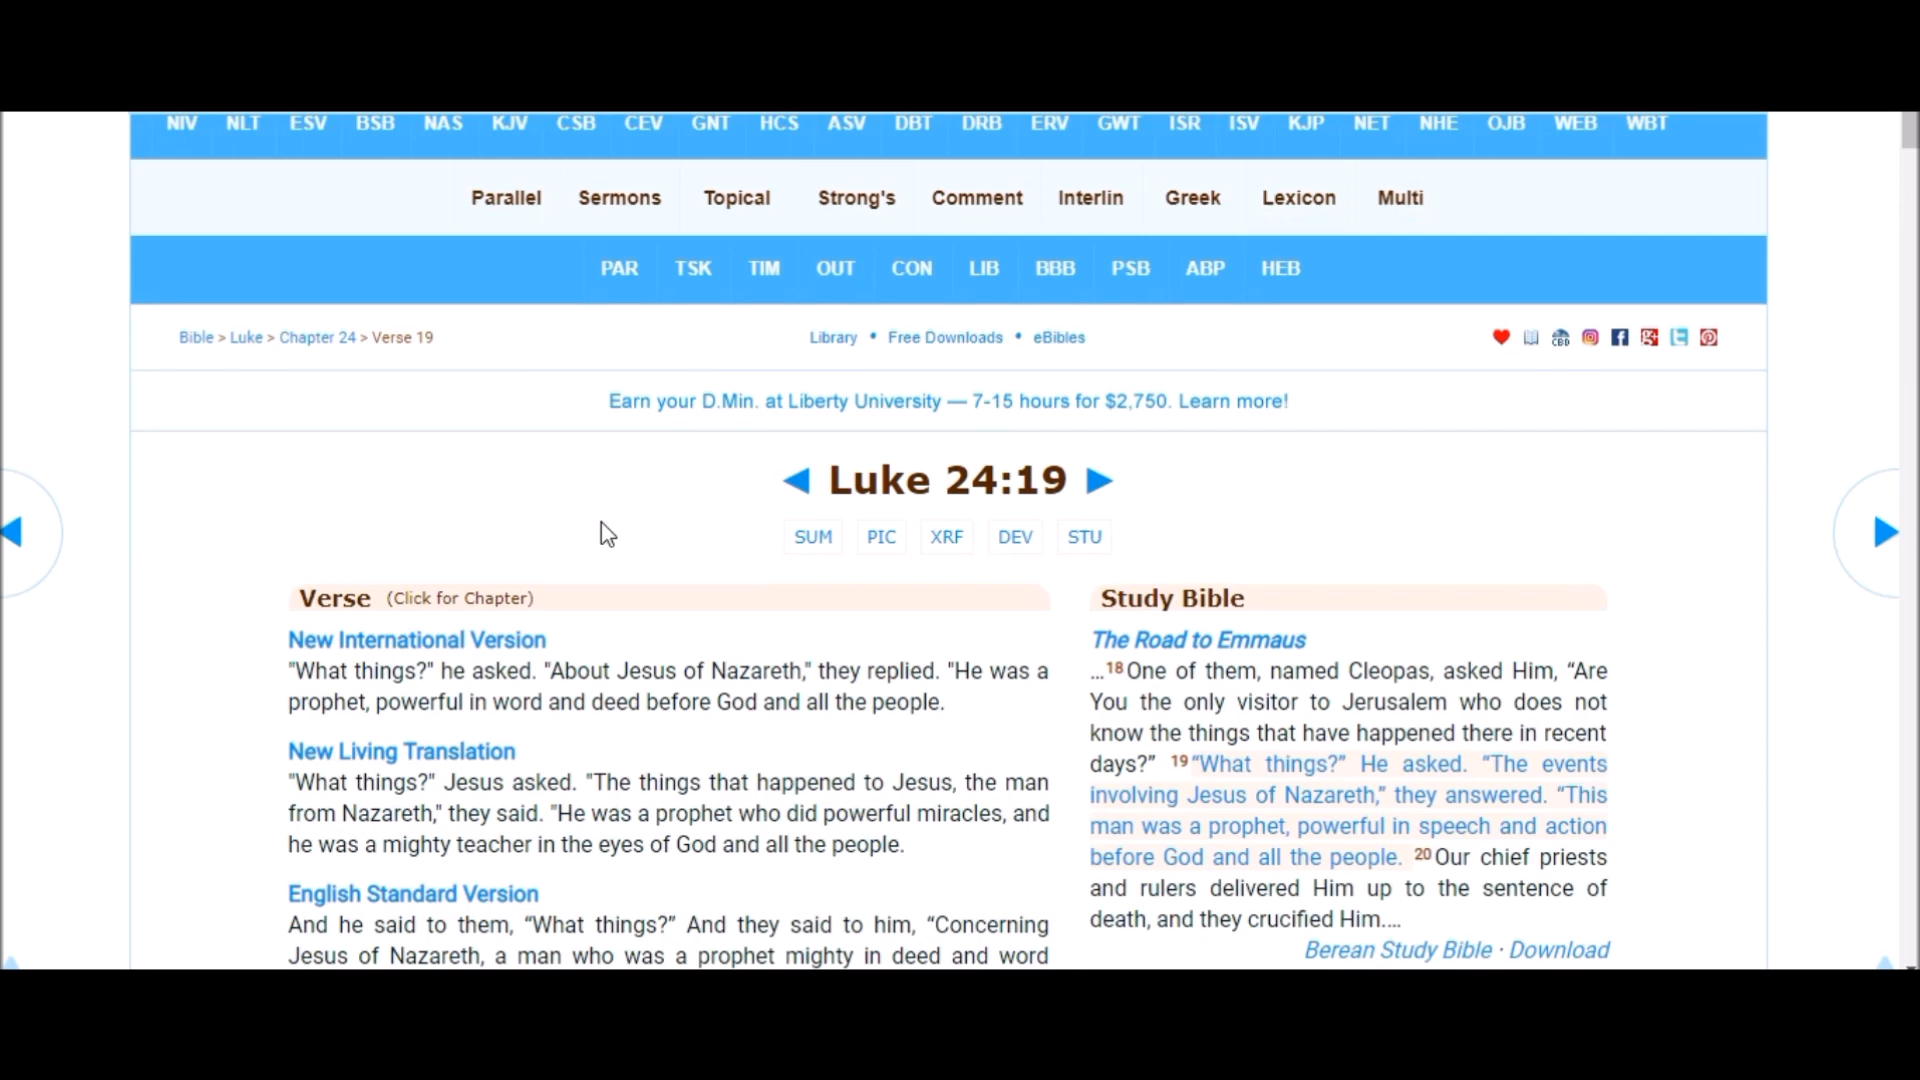 NIV NLT ESV BSB NAS KJV CSB CEV GNT HCS ASV DBT DRB ERV GWT ISR ISV KJP NET NHE OJB WEB WBT
Parallel Sermons Topical Strong's Comment Interlin Greek Lexicon Multi
PAR TSK TIM OUT CON LIB BBB PSB ABP HEB
Bible > Luke > Chapter 24 > Verse 19
Library • Free Downloads • eBibles
Earn your D.Min. at Liberty University — 7-15 hours for $2,750. Learn more!
Luke 24:19
SUM PIC XRF DEV STU
Verse (Click for Chapter)
New International Version
"What things?" he asked. "About Jesus of Nazareth," they replied. "He was a
prophet, powerful in word and deed before God and all the people.
New Living Translation
"What things?" Jesus asked. "The things that happened to Jesus, the man
from Nazareth," they said. "He was a prophet who did powerful miracles, and
he was a mighty teacher in the eyes of God and all the people.
English Standard Version
And he said to them, “What things?” And they said to him, “Concerning
Jesus of Nazareth, a man who was a prophet mighty in deed and word
Study Bible
The Road to Emmaus
…18One of them, named Cleopas, asked Him, “Are
You the only visitor to Jerusalem who does not
know the things that have happened there in recent
days?” 19“What things?” He asked. “The events
involving Jesus of Nazareth,” they answered. “This
man was a prophet, powerful in speech and action
before God and all the people. 20Our chief priests
and rulers delivered Him up to the sentence of
death, and they crucified Him.…
Berean Study Bible · Download